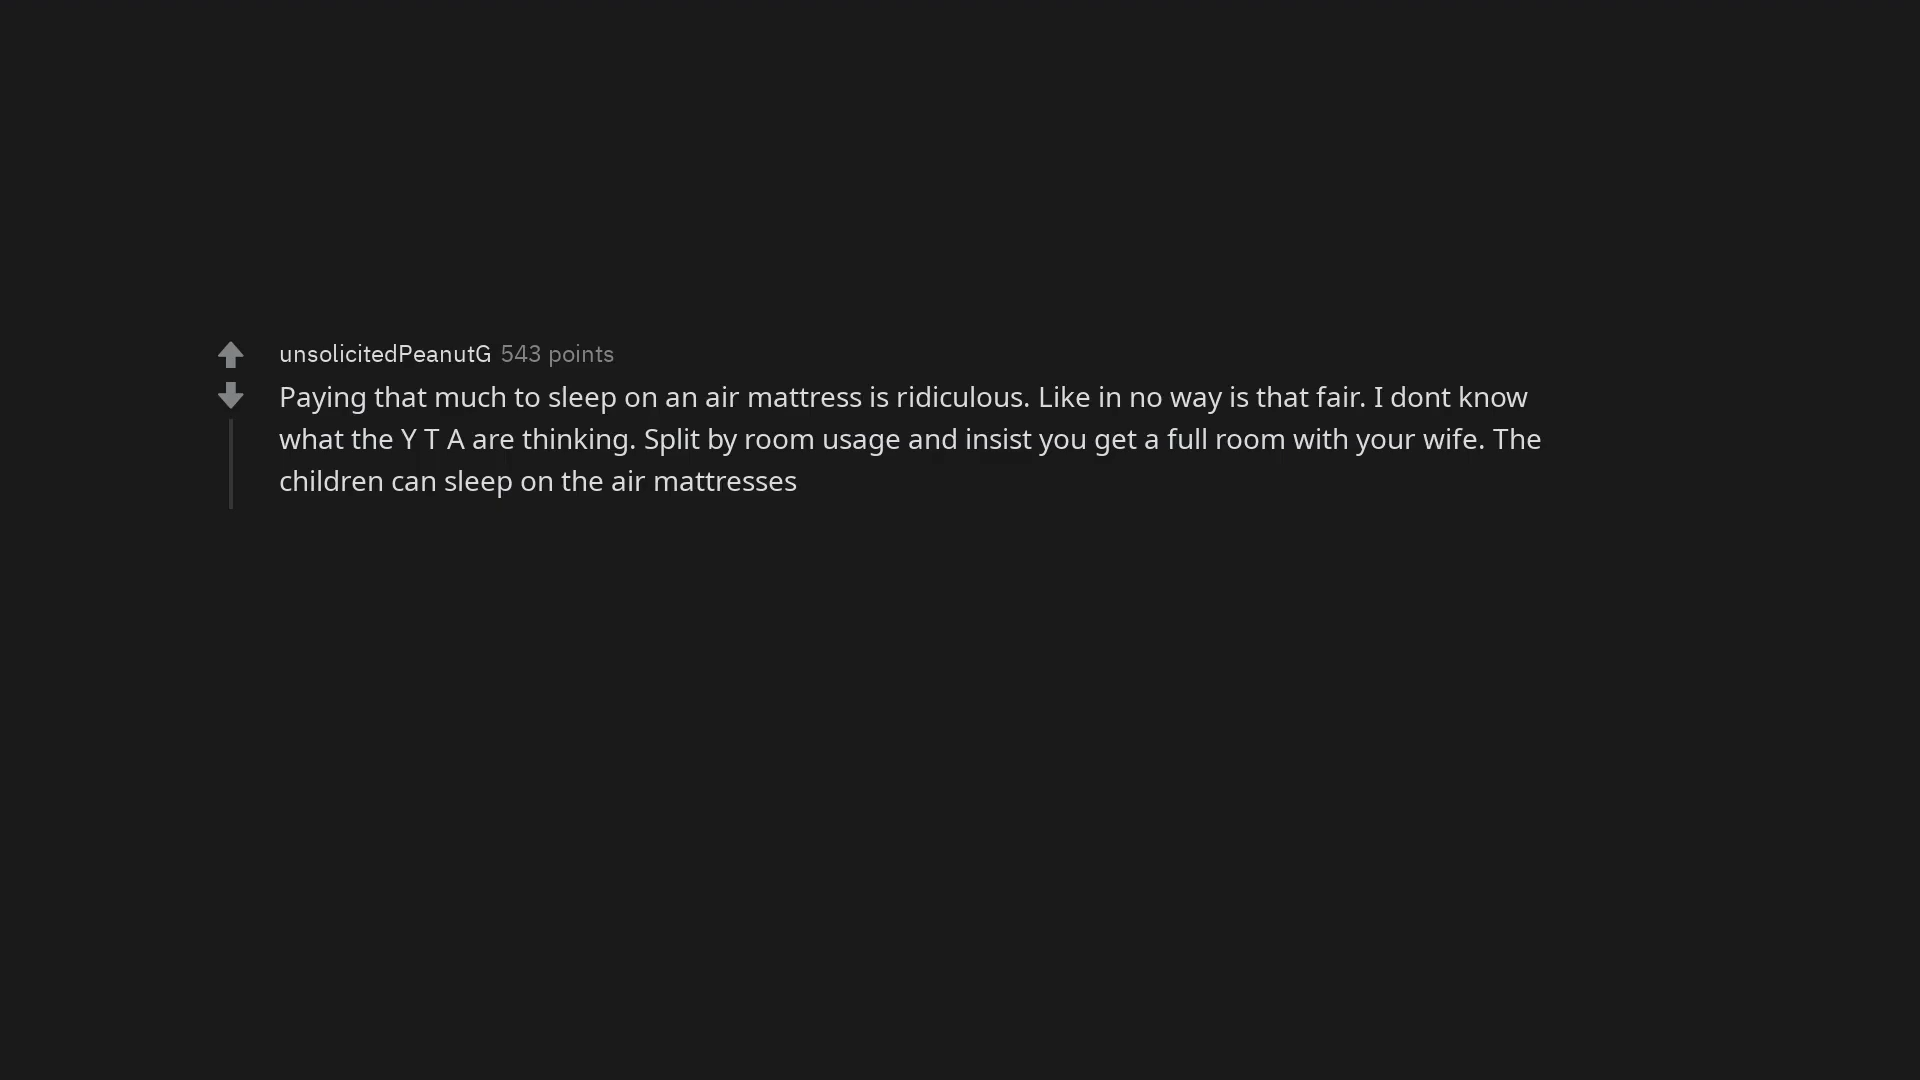 unsolicitedPeanutG 543 points
Paying that much to sleep on an air mattress is ridiculous. Like in no way is that fair. I dont know
what the Y T A are thinking. Split by room usage and insist you get a full room with your wife. The
children can sleep on the air mattresses